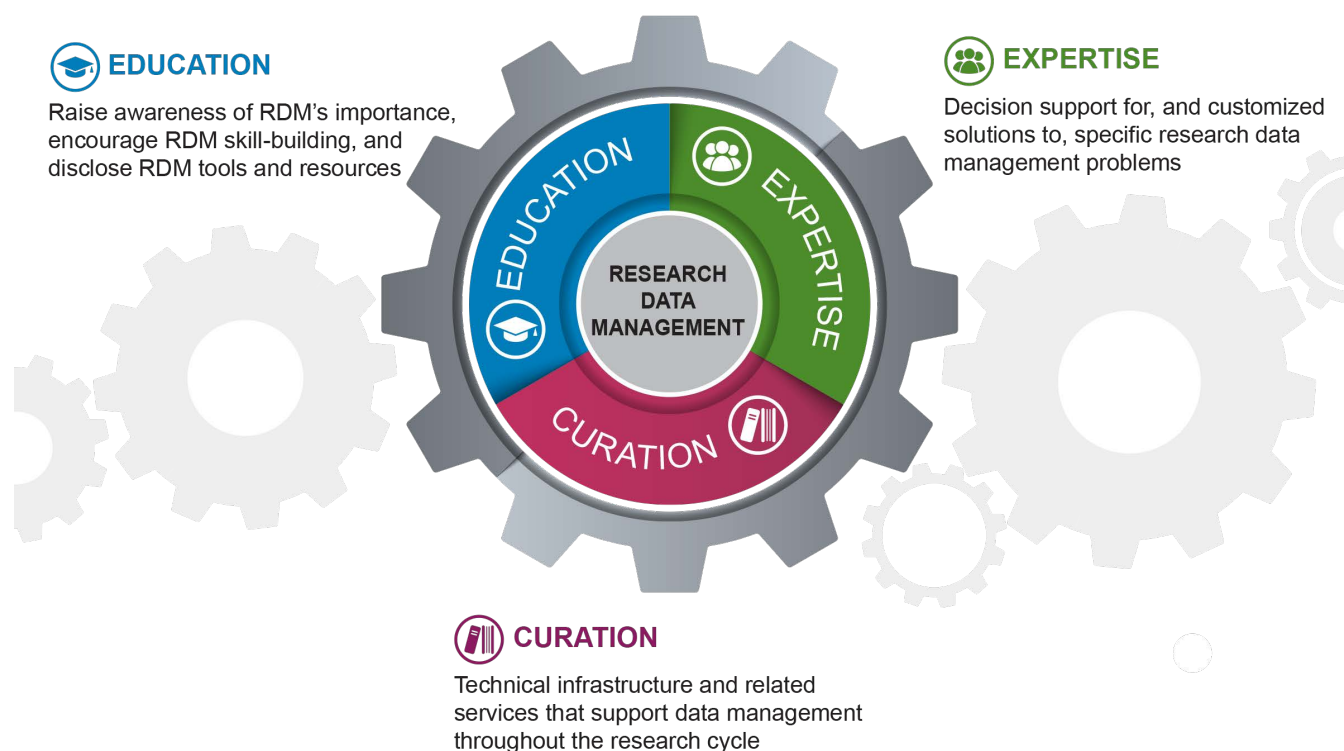 EDUCATION
Raise awareness of RDM’s importance,
encourage RDM skill-building, and
disclose RDM tools and resources
EXPERTISE
Decision support for, and customized
solutions to, specific research data
management problems
EDUCATION
EXPERTISE
RESEARCH
DATA
MANAGEMENT
CURATION
CURATION
Technical infrastructure and related
services that support data management
throughout the research cycle